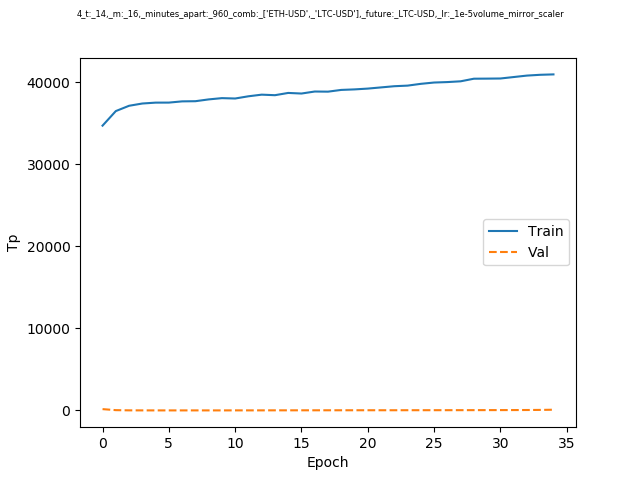 4_t:_14,_m:_16,_minutes_apart:_960_comb:_['ETH-USD',_'LTC-USD'],_future:_LTC-USD,_lr:_1e-5volume_mirror_scaler
40000
30000
20000
10000
0
Tp
Train
Val
0 5 10 15 20 25 30 35
Epoch